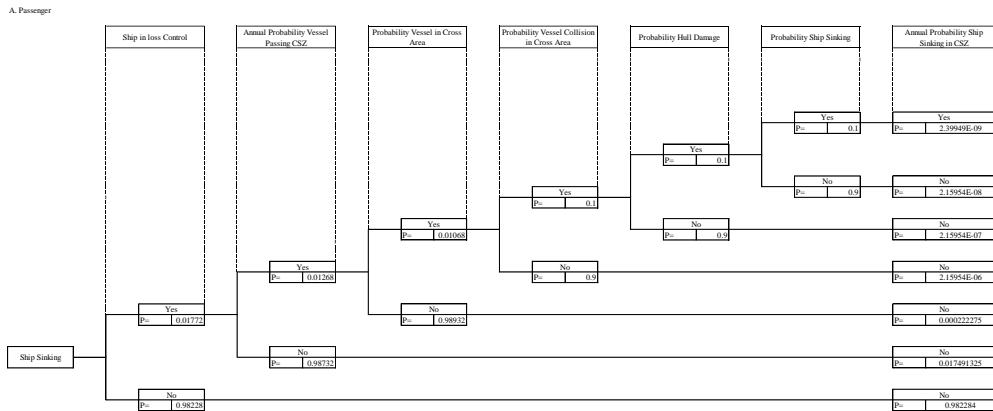 A. Passenger
Ship in loss Control
Annual Probability Vessel
Passing CSZ
Probability Vessel in Cross
Area
Probability Vessel Collision
in Cross Area
Probability Hull Damage
Probability Ship Sinking
Annual Probability Ship
Sinking in CSZ
Yes
P= 0.1
Yes
P= 2.39949E-09
Yes
P= 0.1
No
P= 0.9
No
P= 2.15954E-08
Yes
P= 0.1
Yes
P= 0.01068
No
P= 0.9
No
P= 2.15954E-07
Yes
P= 0.01268
No
P= 0.9
No
P= 2.15954E-06
Yes
P= 0.01772
No
P= 0.98932
No
P= 0.000222275
Ship Sinking
No
P= 0.98732
No
P= 0.017491325
No
P= 0.98228
No
P= 0.982284